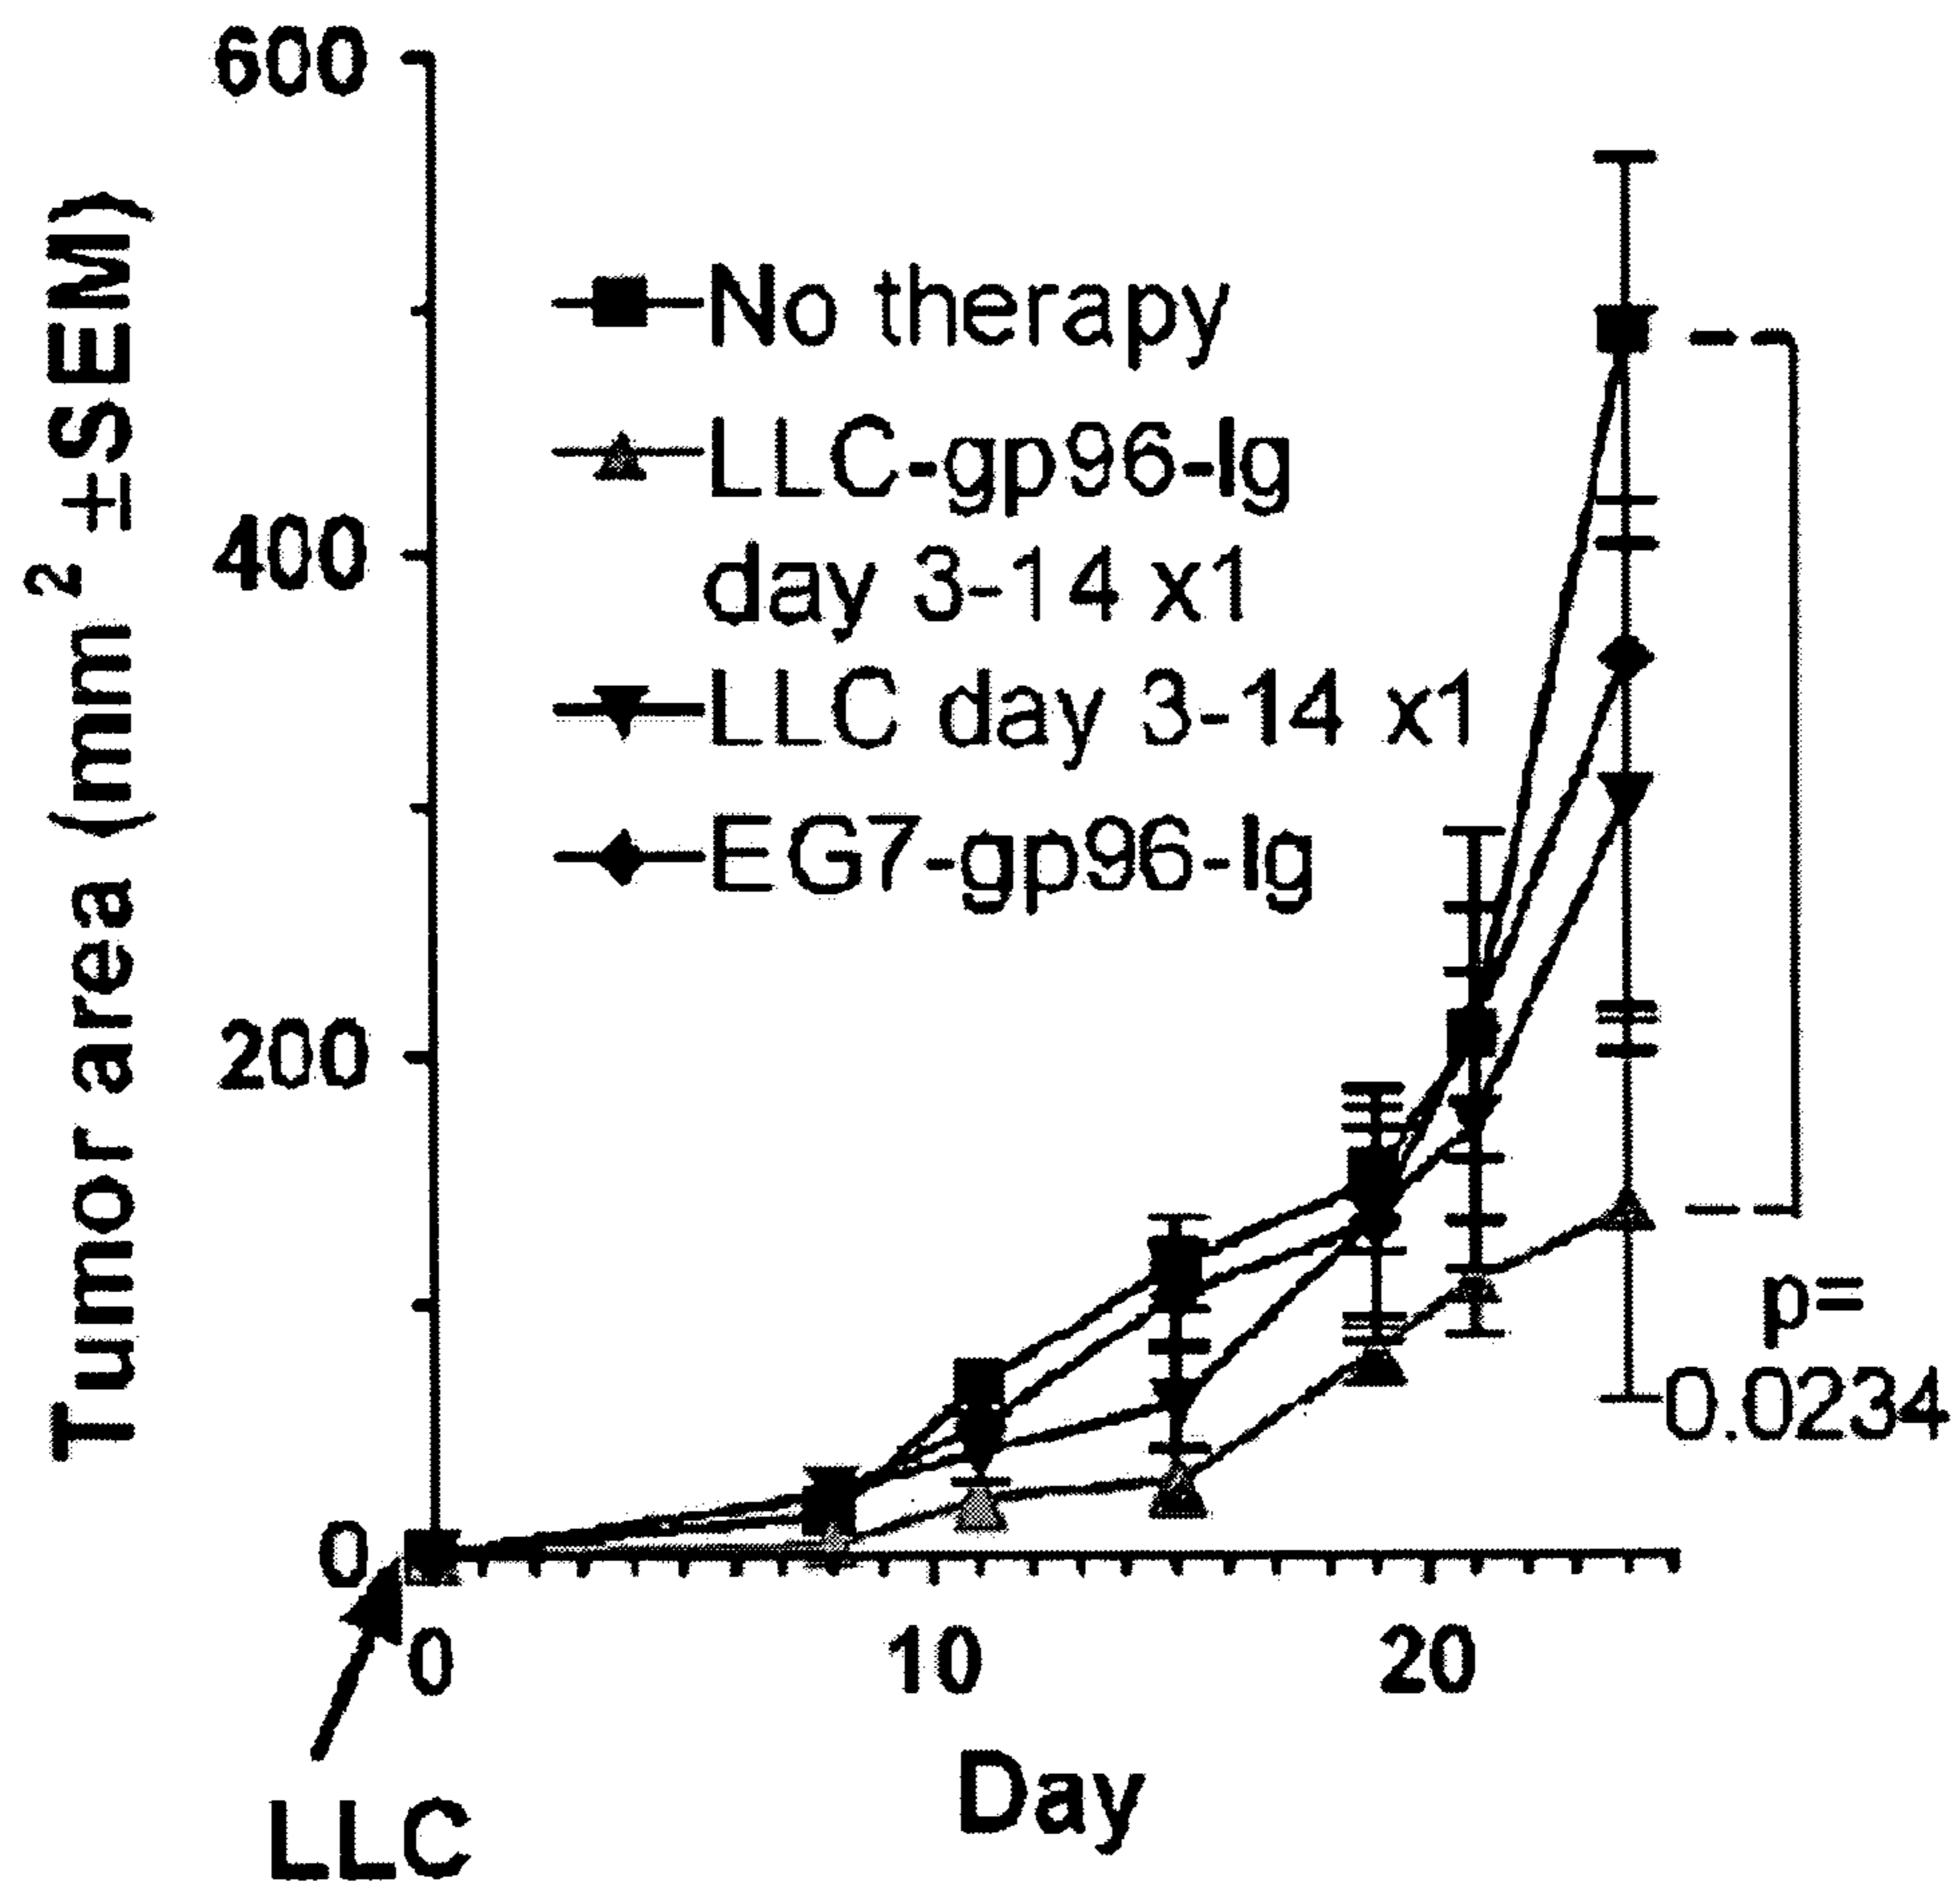 Tumor area (mm² ±SEM)
600
400
200
0
No therapy
LLC-gp96-Ig
day 3-14 x1
LLC day 3-14 x1
EG7-gp96-Ig
p=
0.0234
0
10
20
Day
LLC